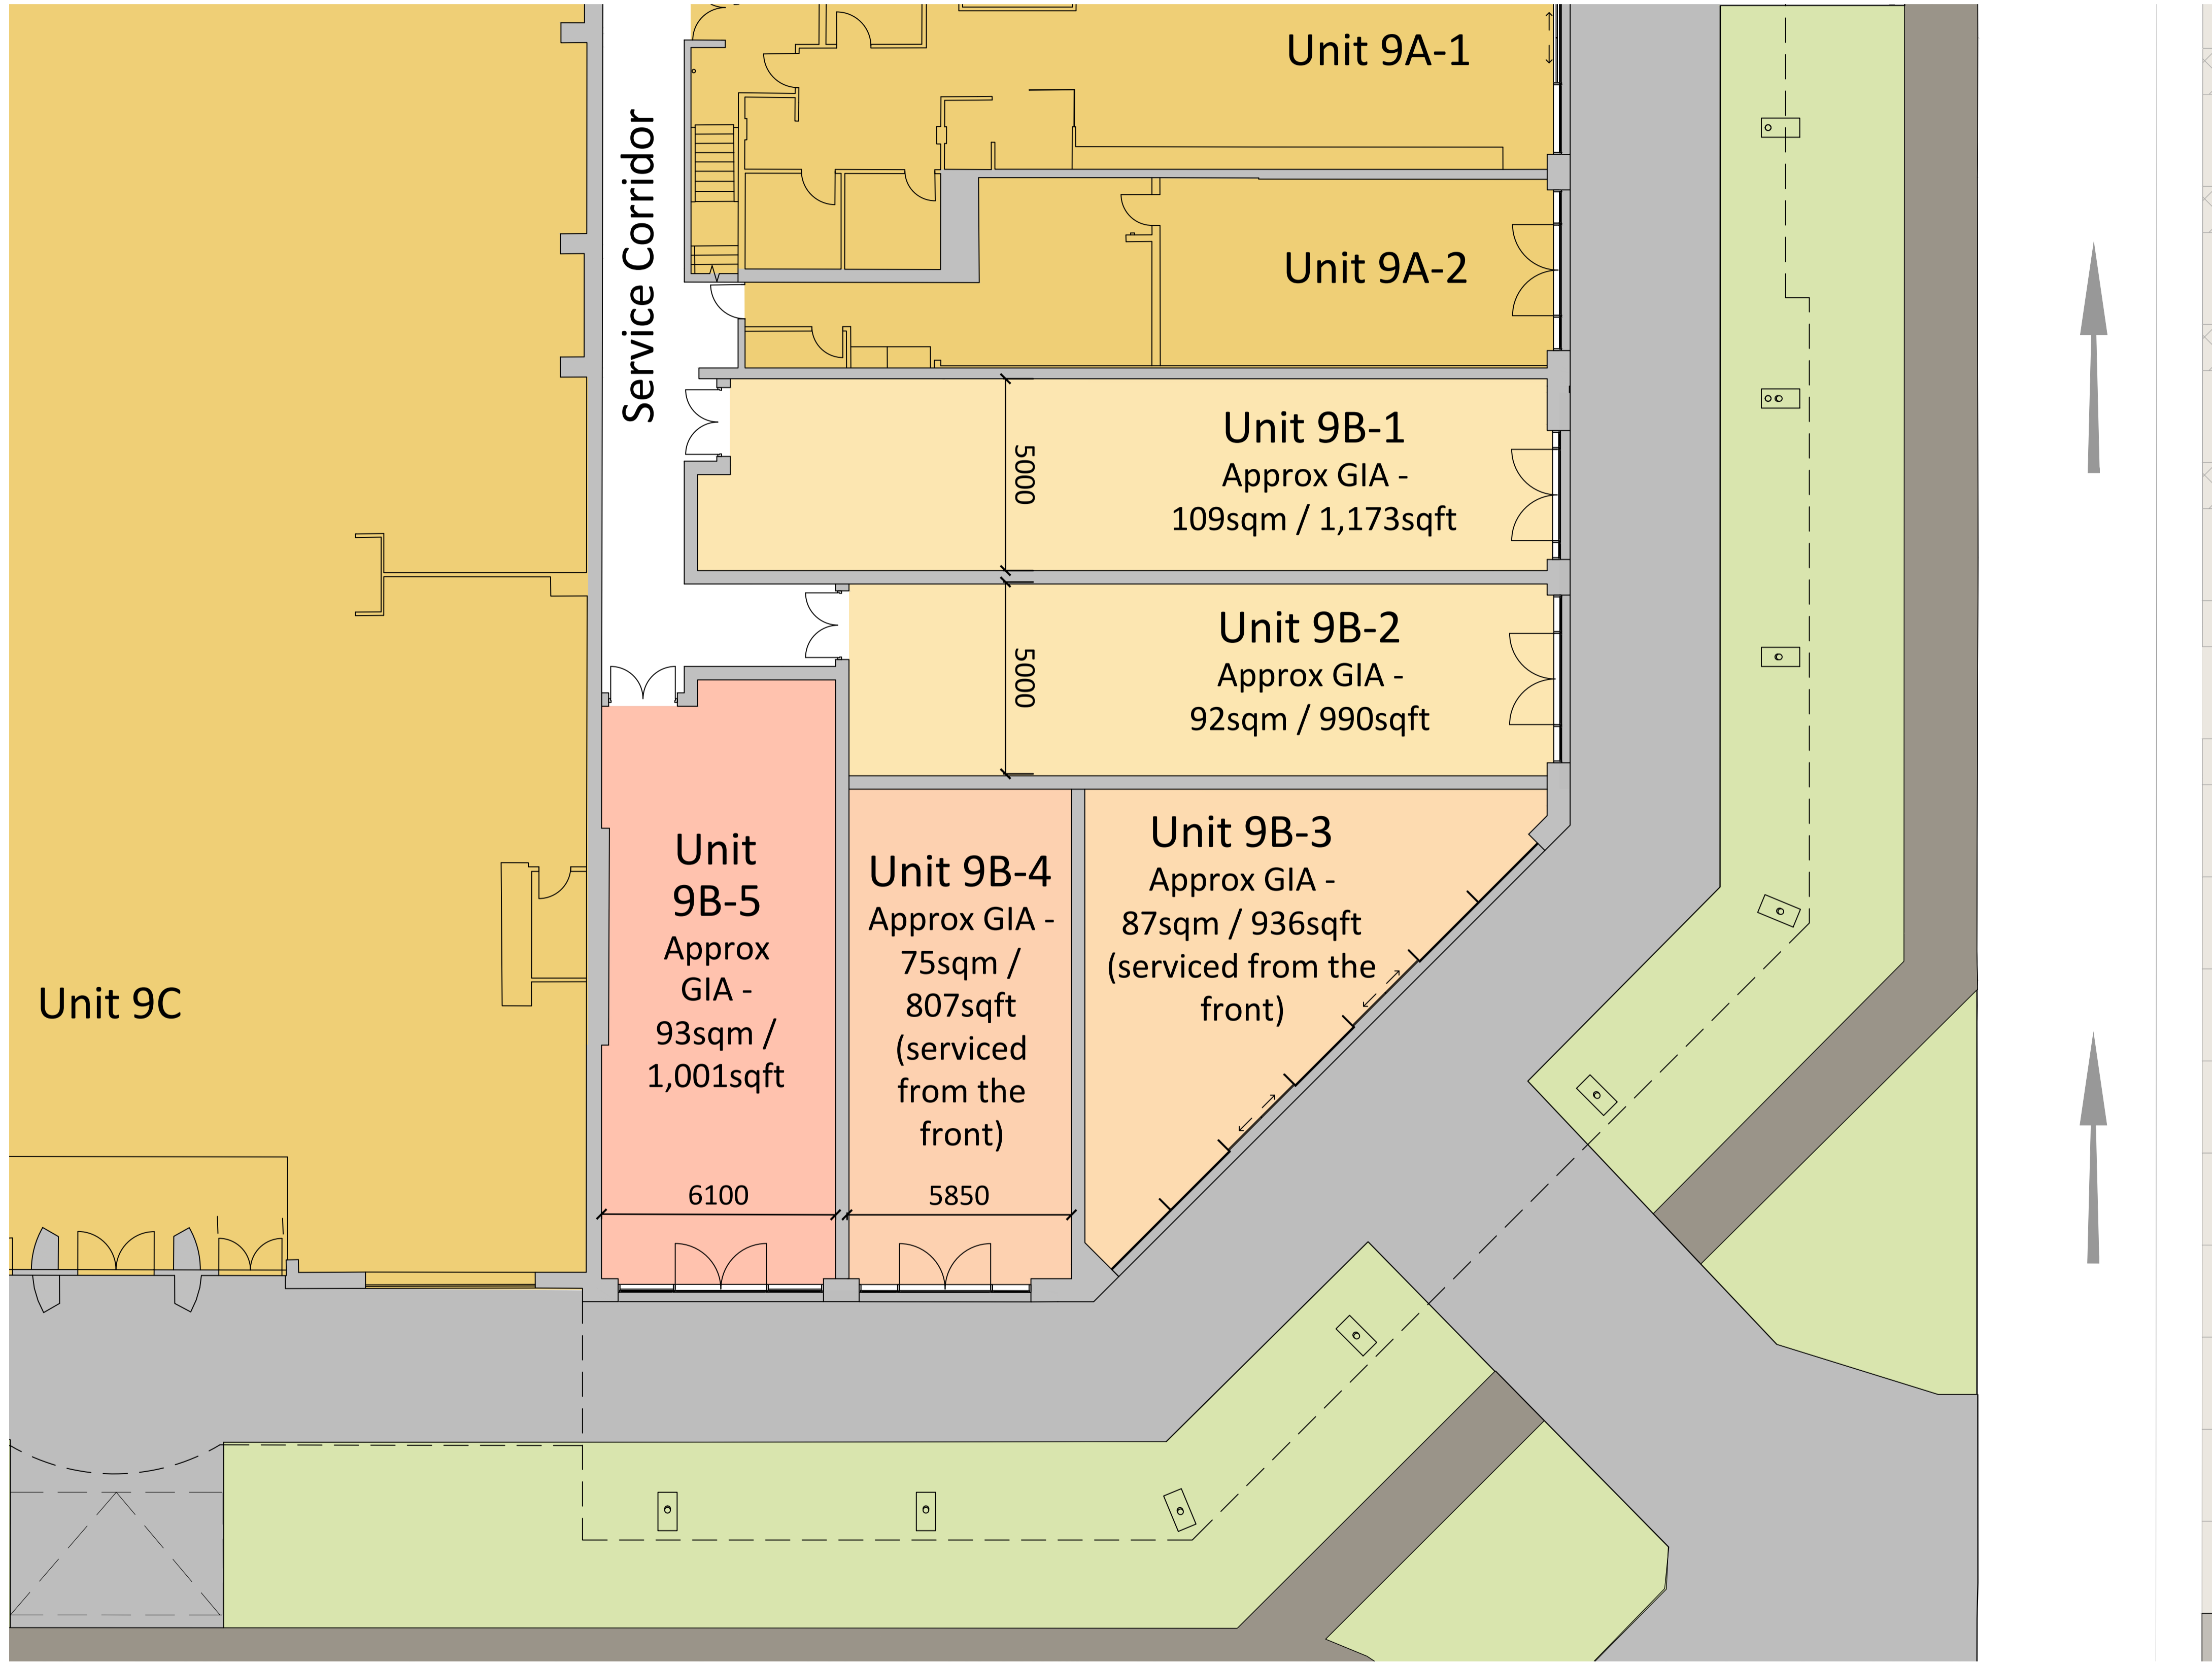 Unit 9A-1
Service Corridor
Unit 9A-2
Unit 9B-1
Approx GIA -
109sqm / 1,173sqft
5000
Unit 9B-2
Approx GIA -
92sqm / 990sqft
5000
Unit
9B-5
Approx
GIA -
93sqm /
1,001sqft
6100
Unit 9B-4
Approx GIA -
75sqm /
807sqft
(serviced
from the
front)
5850
Unit 9B-3
Approx GIA -
87sqm / 936sqft
(serviced from the
front)
Unit 9C